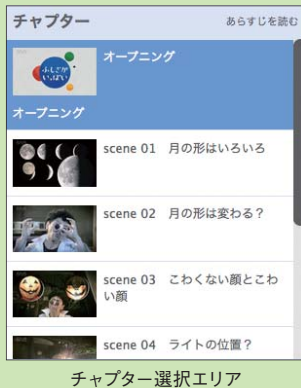 チャプター
あらすじを読む
ふしぎが
いっぱい
オープニング
オープニング
scene 01　月の形はいろいろ
scene 02　月の形は変わる？
scene 03　こわくない顔とこわ
い顔
scene 04　ライトの位置？
チャプター選択エリア